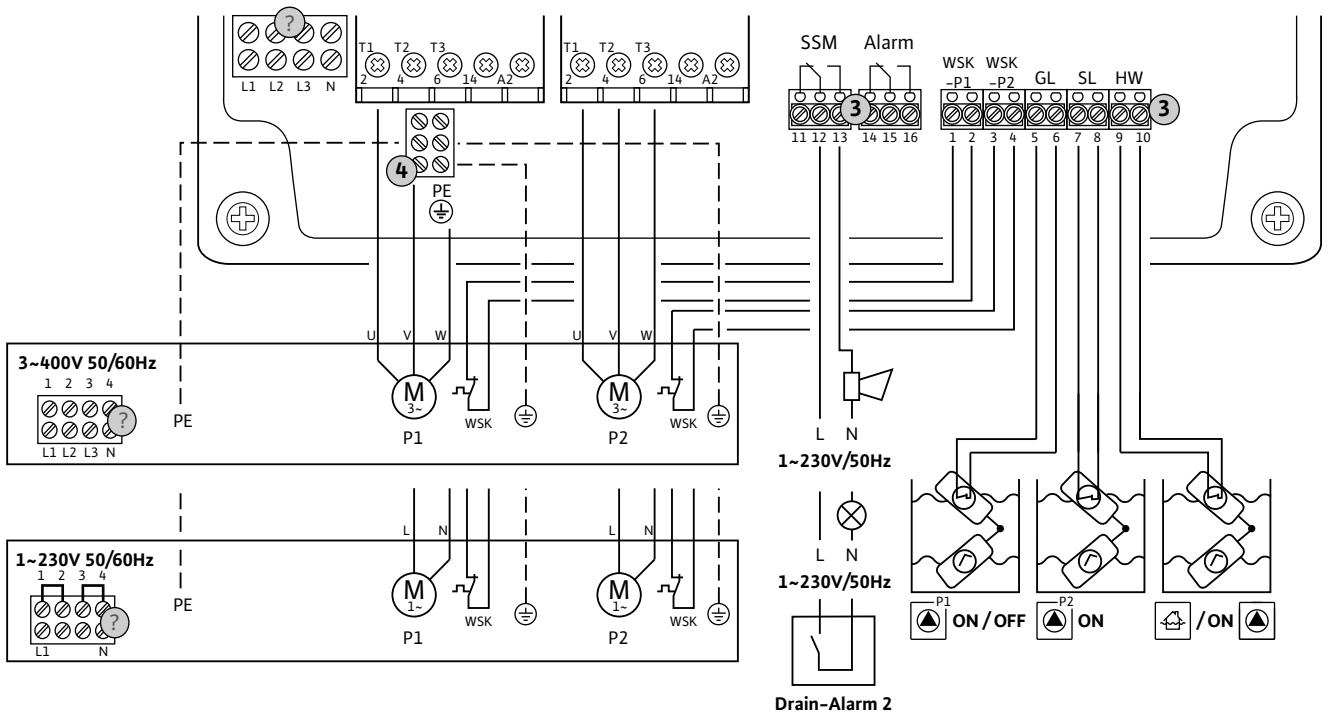 ?
L1 L2 L3 N
T1 T2 T3
2 4 6 14 A2
T1 T2 T3
2 4 6 14 A2
SSM Alarm
3
11 12 13 14 15 16
WSK WSK
-P1 -P2 GL SL HW
3
1 2 3 4 5 6 7 8 9 10
4
PE
U V W U V W
3~400V 50/60Hz
1 2 3 4
?
L1 L2 L3 N
PE
M
3~
P1
WSK
M
3~
P2
WSK
L N
1~230V/50Hz
L N L N
1~230V 50/60Hz
1 2 3 4
?
L1 N
PE
M
1~
P1
WSK
M
1~
P2
WSK
L N
1~230V/50Hz
Drain-Alarm 2
P1
ON / OFF
P2
ON
/ ON